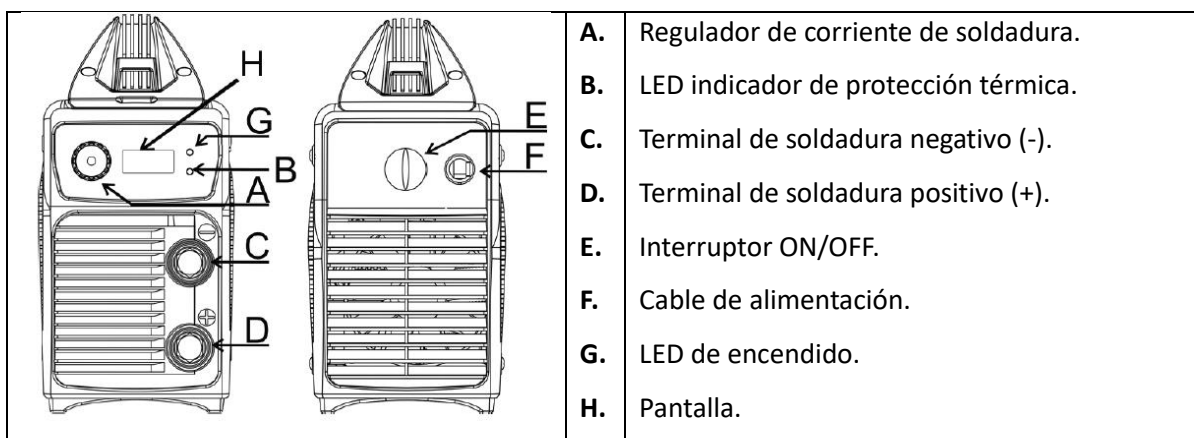 H
G
B
A
C
D
E
F
A. Regulador de corriente de soldadura.
B. LED indicador de protección térmica.
C. Terminal de soldadura negativo (-).
D. Terminal de soldadura positivo (+).
E. Interruptor ON/OFF.
F. Cable de alimentación.
G. LED de encendido.
H. Pantalla.